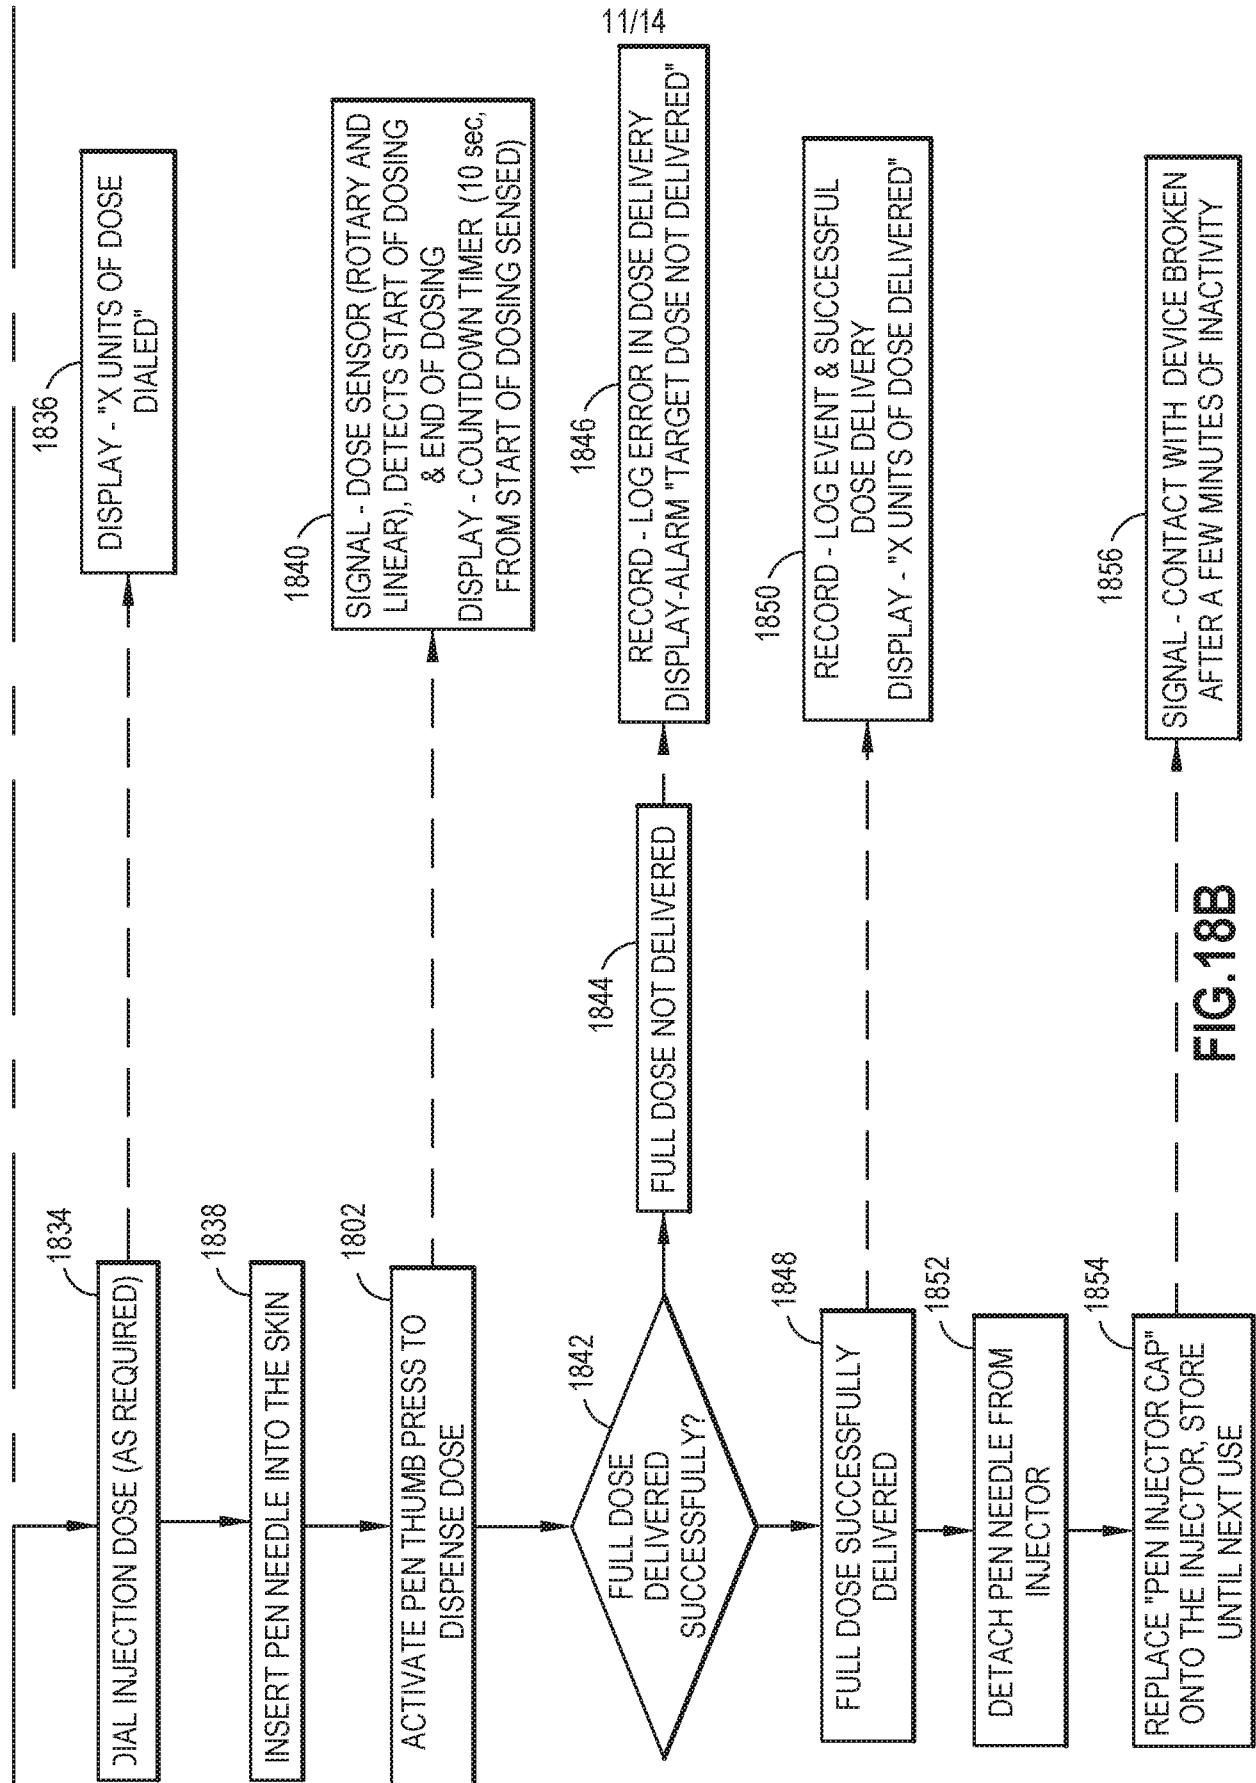 11/14
1834
DIAL INJECTION DOSE (AS REQUIRED)
1836
DISPLAY - "X UNITS OF DOSE
DIALED"
1838
INSERT PEN NEEDLE INTO THE SKIN
1802
ACTIVATE PEN THUMB PRESS TO
DISPENSE DOSE
1840
SIGNAL - DOSE SENSOR (ROTARY AND
LINEAR), DETECTS START OF DOSING
& END OF DOSING
DISPLAY - COUNTDOWN TIMER (10 sec,
FROM START OF DOSING SENSED)
1842
FULL DOSE
DELIVERED
SUCCESSFULLY?
1844
FULL DOSE NOT DELIVERED
1846
RECORD - LOG ERROR IN DOSE DELIVERY
DISPLAY-ALARM "TARGET DOSE NOT DELIVERED"
1848
FULL DOSE SUCCESSFULLY
DELIVERED
1850
RECORD - LOG EVENT & SUCCESSFUL
DOSE DELIVERY
DISPLAY - "X UNITS OF DOSE DELIVERED"
1852
DETACH PEN NEEDLE FROM
INJECTOR
1854
REPLACE "PEN INJECTOR CAP"
ONTO THE INJECTOR, STORE
UNTIL NEXT USE
1856
SIGNAL - CONTACT WITH DEVICE BROKEN
AFTER A FEW MINUTES OF INACTIVITY
FIG.18B